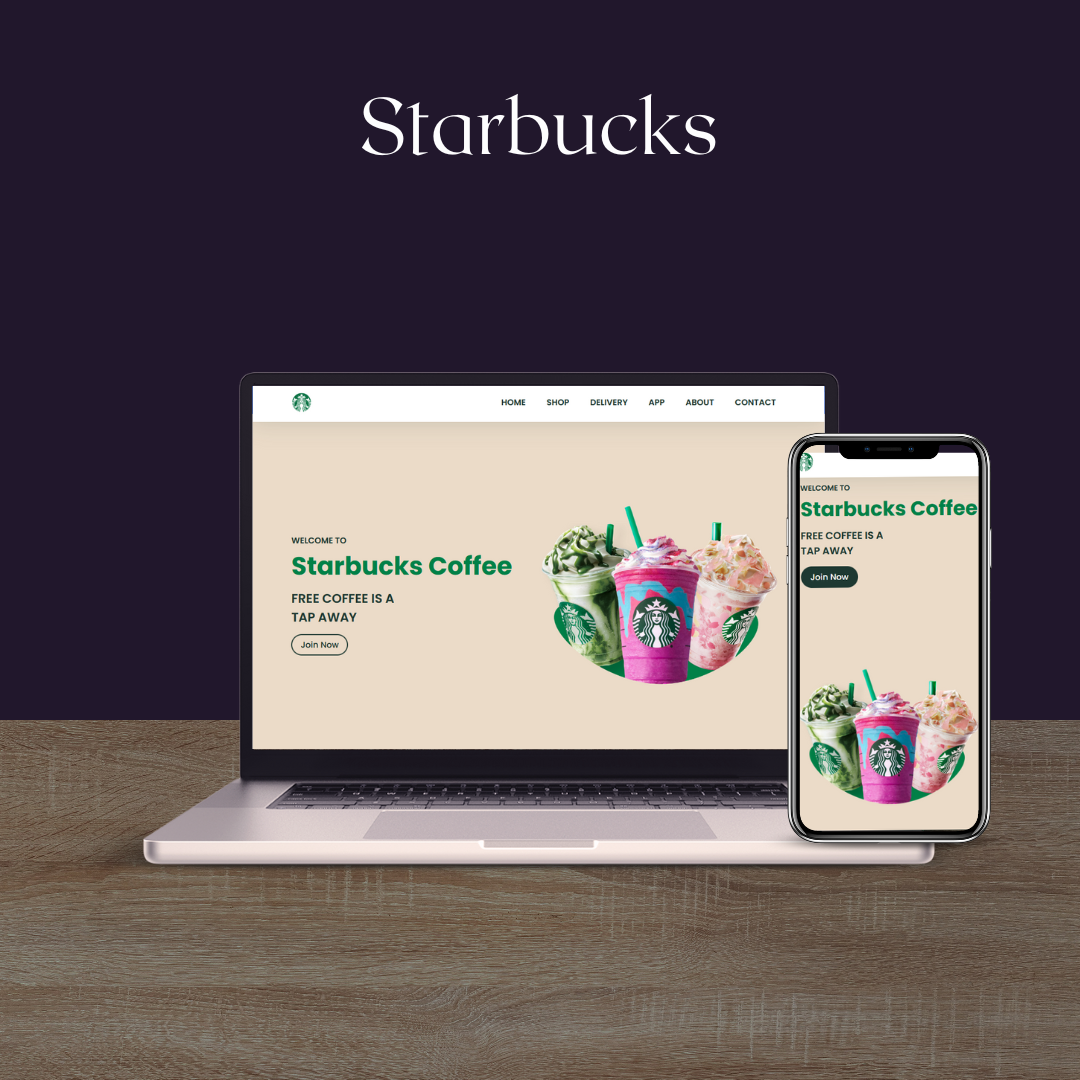 Starbucks
HOME SHOP DELIVERY APP ABOUT CONTACT
WELCOME TO
Starbucks Coffee
FREE COFFEE IS A
TAP AWAY
Join Now
WELCOME TO
Starbucks Coffee
FREE COFFEE IS A
TAP AWAY
Join Now